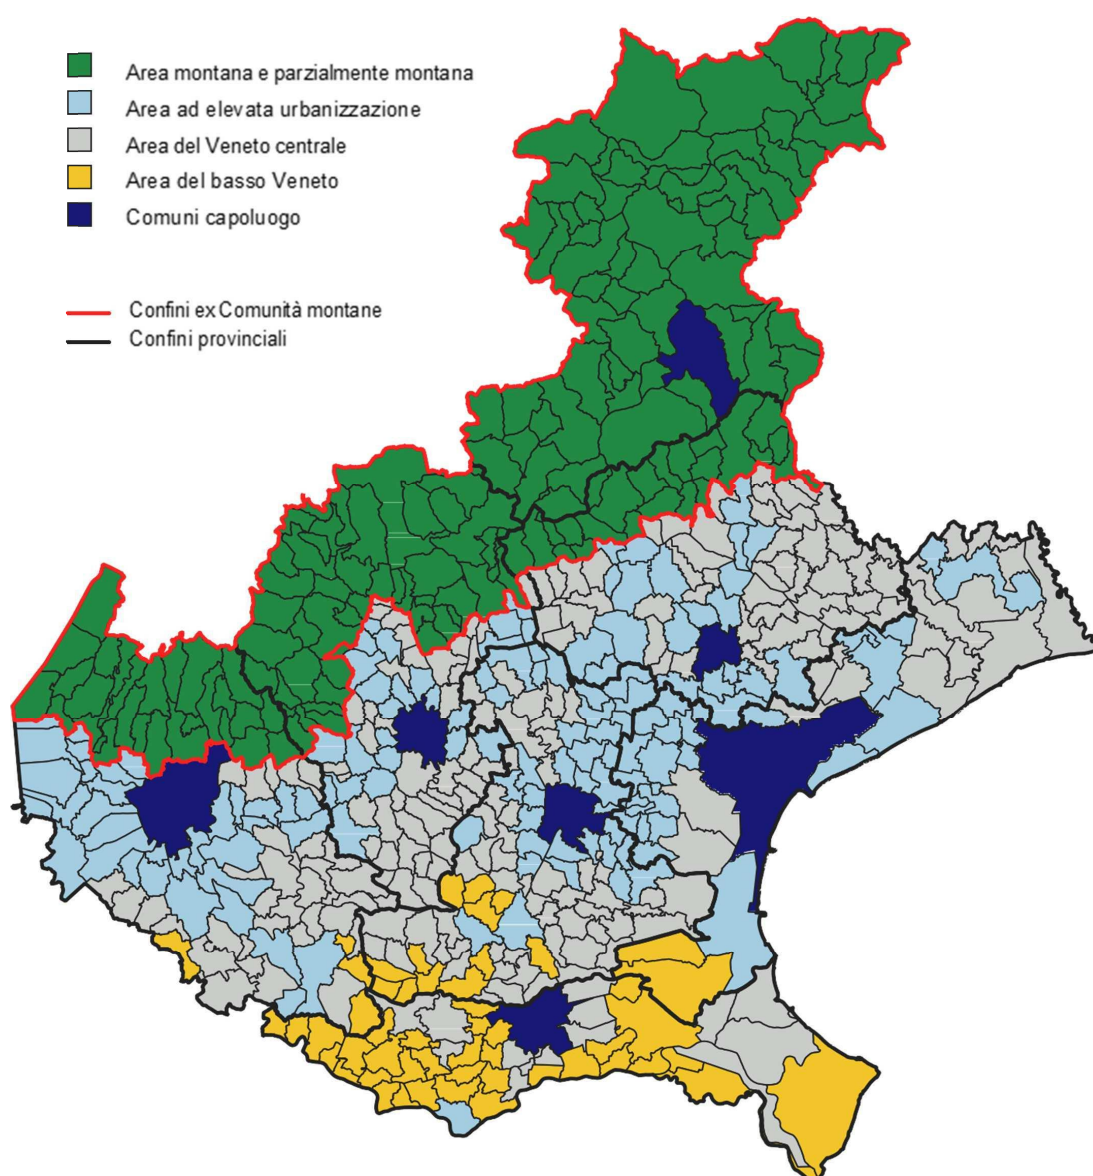 Area montana e parzialmente montana
Area ad elevata urbanizzazione
Area del Veneto centrale
Area del basso Veneto
Comuni capoluogo
Confini ex Comunità montane
Confini provinciali